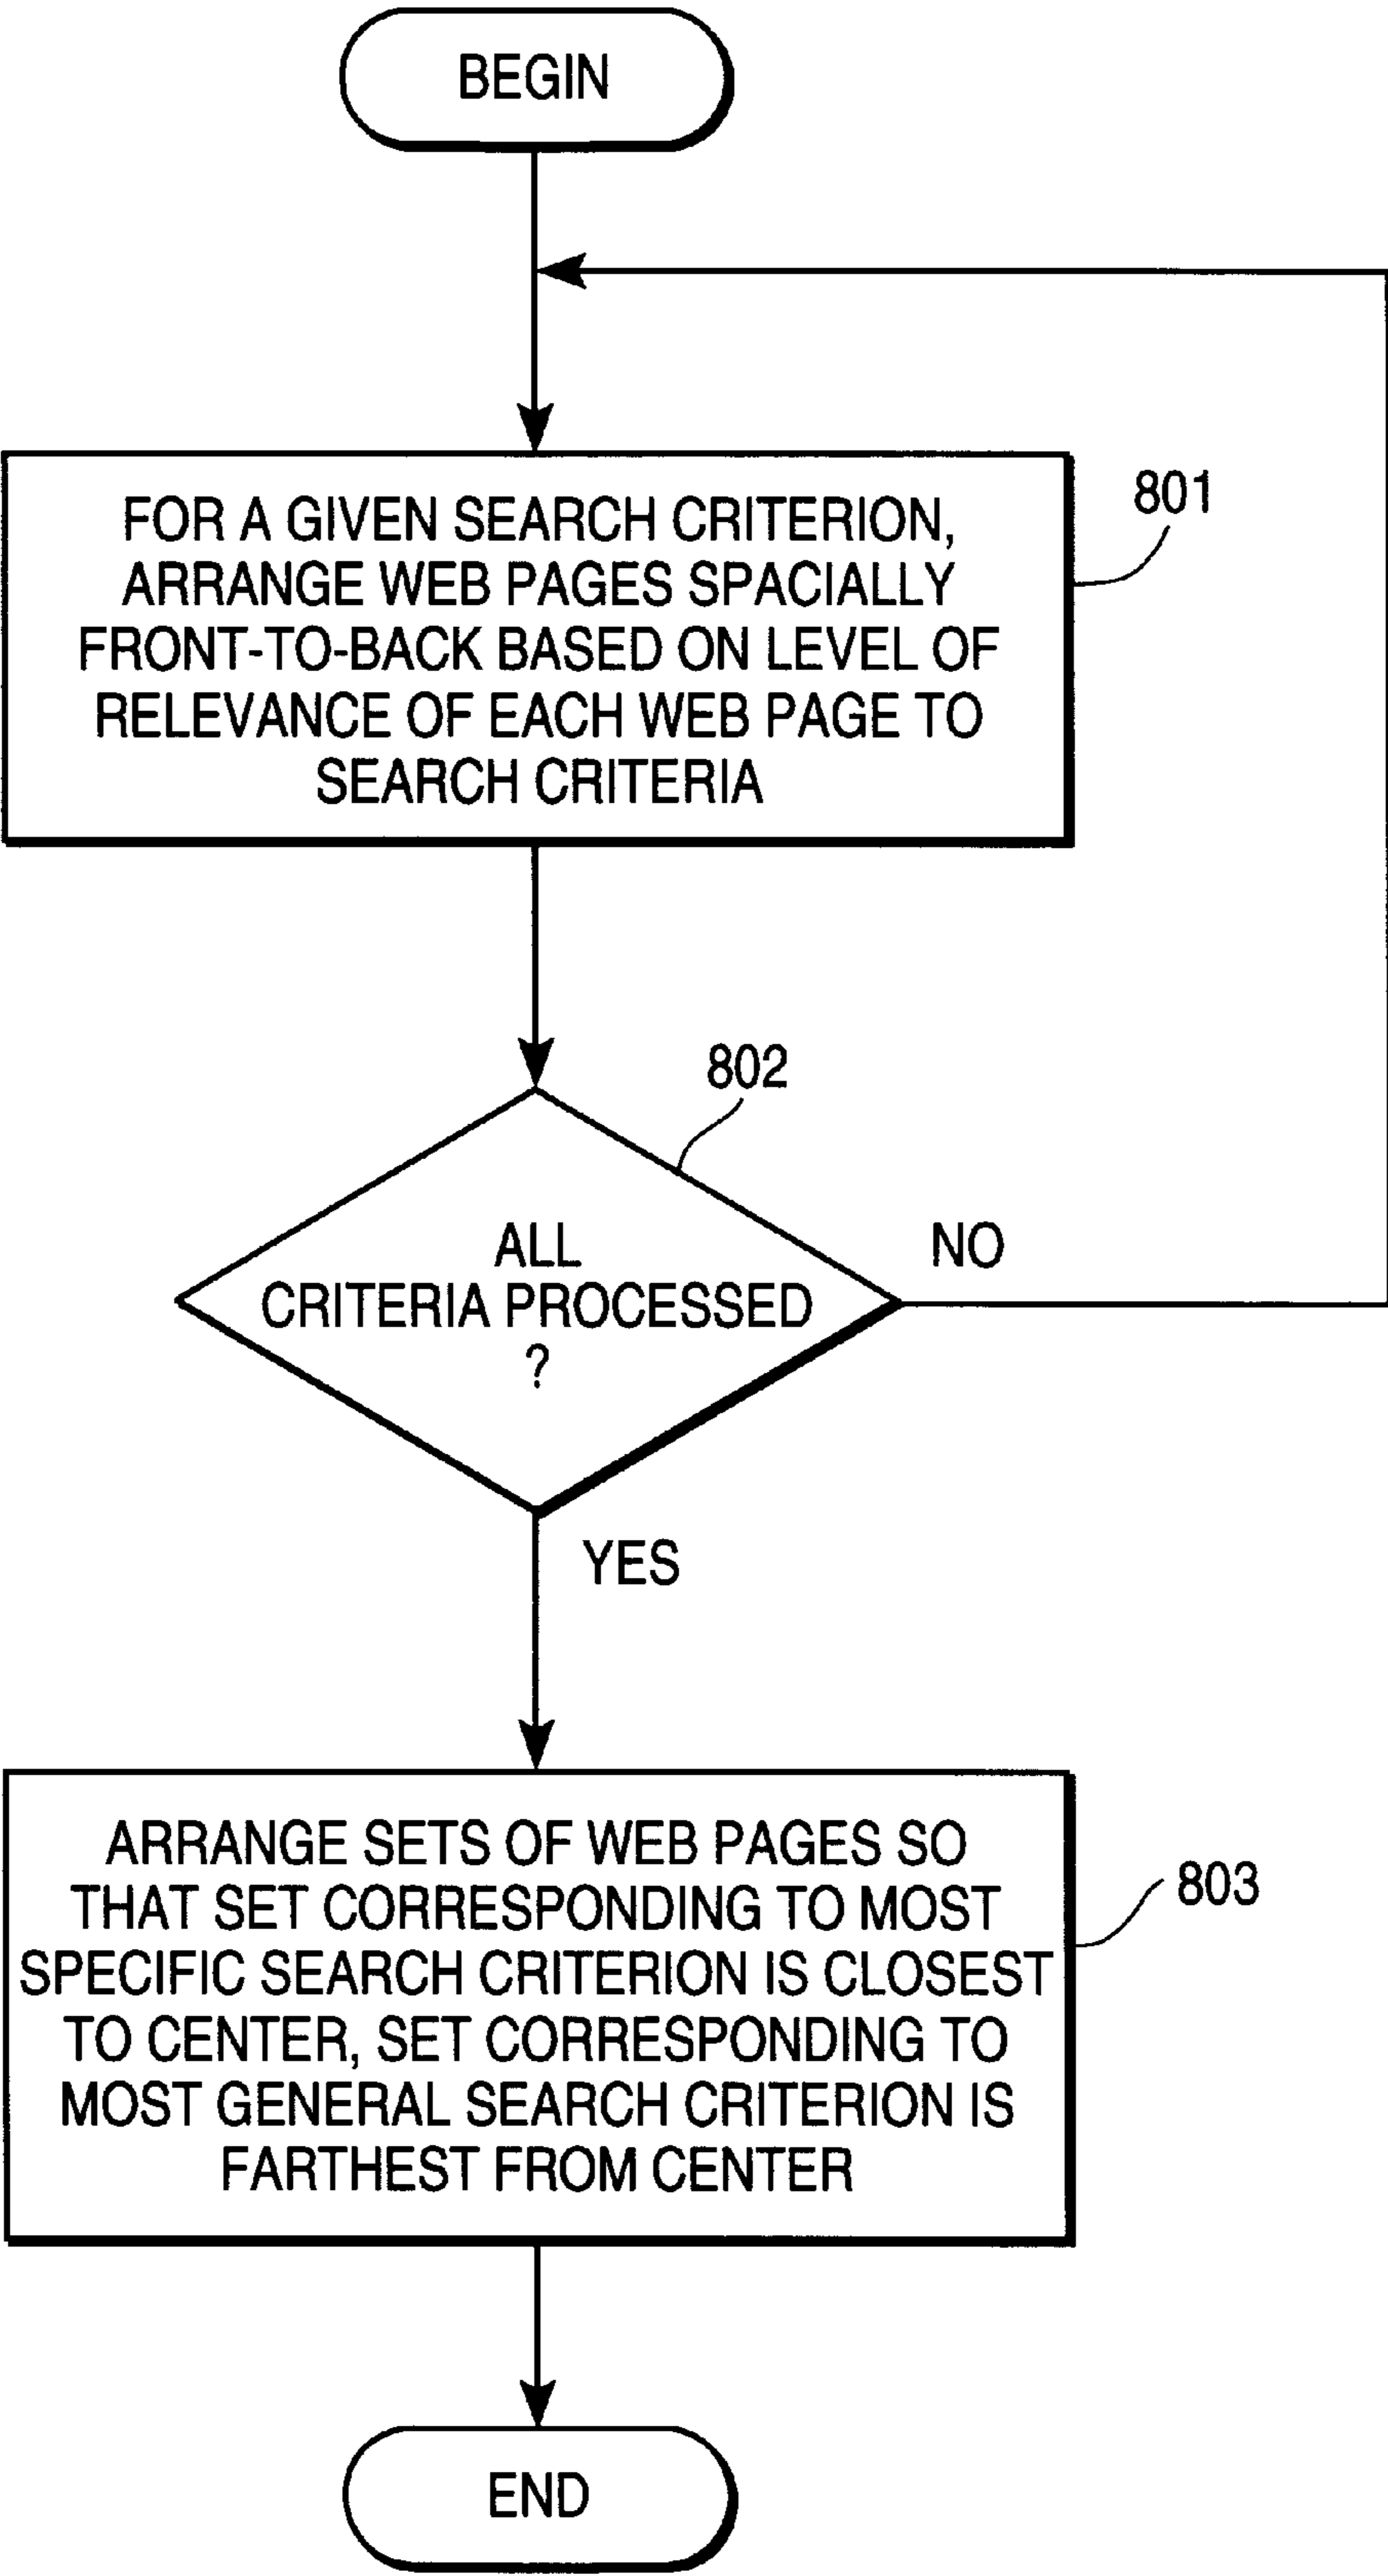 BEGIN
FOR A GIVEN SEARCH CRITERION,
ARRANGE WEB PAGES SPACIALLY
FRONT-TO-BACK BASED ON LEVEL OF
RELEVANCE OF EACH WEB PAGE TO
SEARCH CRITERIA
801
802
ALL
CRITERIA PROCESSED
?
NO
YES
ARRANGE SETS OF WEB PAGES SO
THAT SET CORRESPONDING TO MOST
SPECIFIC SEARCH CRITERION IS CLOSEST
TO CENTER, SET CORRESPONDING TO
MOST GENERAL SEARCH CRITERION IS
FARTHEST FROM CENTER
803
END